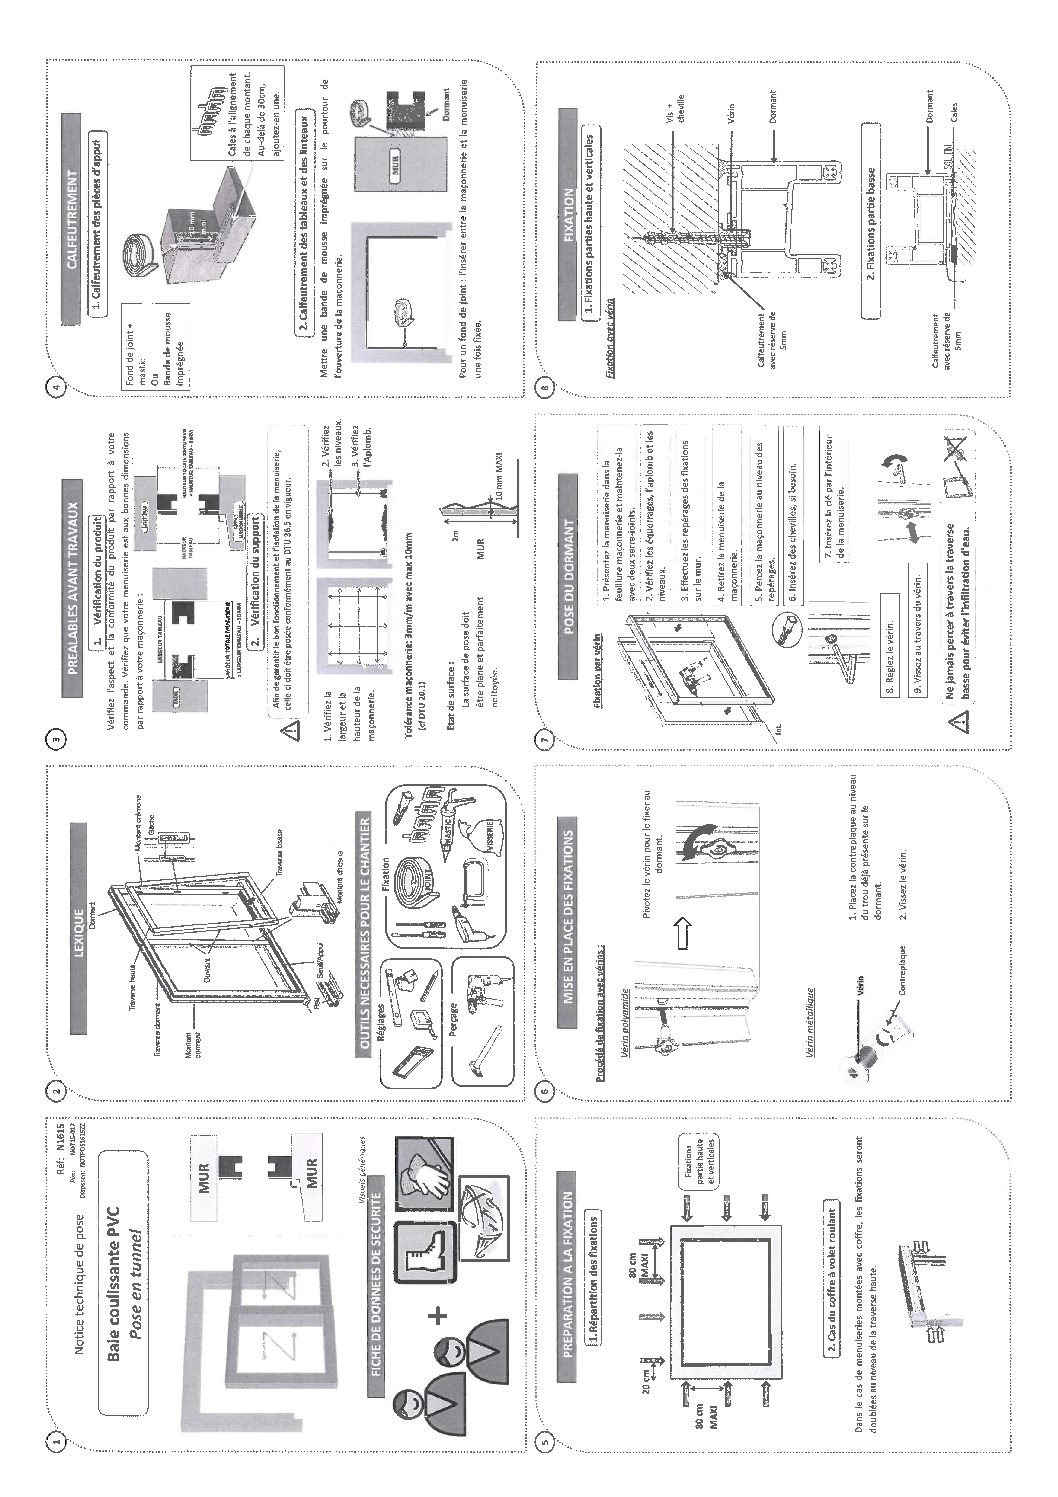 1
Notice technique de pose
Réf: N1615
Baie coulissante PVC
Pose en tunnel
MUR
MUR
Visuels génériques
FICHE DE DONNEES DE SECURITE
+
2
LEXIQUE
Dormant
Traverse haute
Traverse dormant
Montant dormant
Ouvrant
Gâche
Traverse basse
Montant chicane
Seuil/Appui
Rail
OUTILS NECESSAIRES POUR LE CHANTIER
Réglages
Fixation
JOINT
MASTIC
VISSERIE
Perçage
3
PREALABLES AVANT TRAVAUX
1. Vérification du produit
Vérifiez l'aspect et la conformité du produit par rapport à votre
commande. Vérifiez que votre menuiserie est aux bonnes dimensions
par rapport à votre maçonnerie :
LARGEUR TABLEAU
HAUTEUR TABLEAU
2. Vérification du support
Afin de garantir le bon fonctionnement et l'isolation de la menuiserie,
celle ci doit être posée conformément au DTU 36.5 en vigueur.
1. Vérifiez la
largeur et la
hauteur de la
maçonnerie.
2. Vérifiez
les niveaux.
3. Vérifiez
l'Aplomb.
Tolérance maçonnerie: 3mm/m avec max 10mm
(cf DTU 20.1)
Etat de surface :
La surface de pose doit
être plane et parfaitement
nettoyée.
2m
10 mm MAXI
MUR
4
CALFEUTREMENT
1. Calfeutrement des pièces d'appui
Fond de joint +
mastic
Ou
Bande de mousse
imprégnée
Cales à l'alignement
de chaque montant.
Au-delà de 30cm,
ajoutez-en une.
2. Calfeutrement des tableaux et des linteaux
Mettre une bande de mousse imprégnée sur le pourtour de
l'ouverture de la maçonnerie.
MUR
Dormant
Pour un fond de joint : l'insérer entre la maçonnerie et la menuiserie
une fois fixée.
5
PREPARATION A LA FIXATION
1. Répartition des fixations
20 cm
80 cm
MAXI
80 cm
MAXI
Fixations
partie haute
et verticales
2. Cas du coffre à volet roulant
Dans le cas de menuiseries montées avec coffre, les fixations seront
doublées au niveau de la traverse haute.
6
MISE EN PLACE DES FIXATIONS
Procédé de fixation avec vérins :
Vérin polyamide
Pivotez le vérin pour le fixer au
dormant.
Vérin métallique
Vérin
Contreplaque
1. Placez la contreplaque au niveau
du trou déjà présente sur le
dormant.
2. Vissez le vérin.
7
POSE DU DORMANT
Fixation par vérin
Int.
1. Présentez la menuiserie dans la
feuillure maçonnerie et maintenez-la
avec deux serre-joints.
2. Vérifiez les équerrages, l'aplomb et les
niveaux.
3. Effectuez les repérages des fixations
sur le mur.
4. Retirez la menuiserie de la
maçonnerie.
5. Percez la maçonnerie au niveau des
repérages.
6. Insérez des chevilles, si besoin.
7. Insérez la clé par l'intérieur
de la menuiserie.
8. Réglez le vérin.
9. Vissez au travers du vérin.
Ne jamais percer à travers la traverse
basse pour éviter l'infiltration d'eau.
8
FIXATION
1. Fixations parties haute et verticales
Fixation avec vérin
Vis +
cheville
Vérin
Dormant
Calfeutrement
avec réserve de
5mm
2. Fixations partie basse
Dormant
Cales
Calfeutrement
avec réserve de
5mm